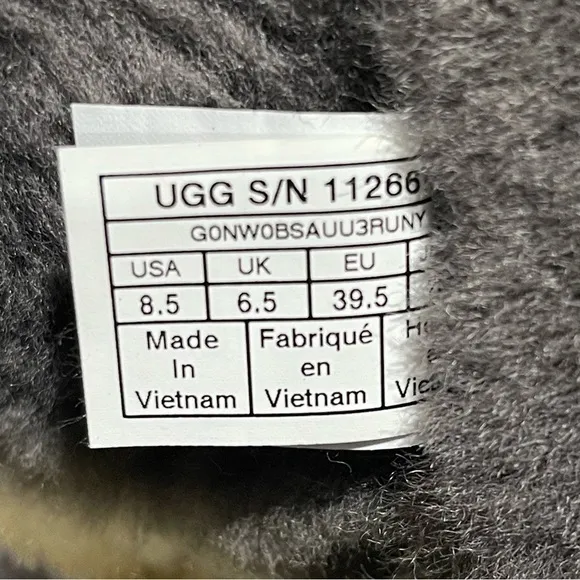 UGG S/N 11266
G0NW0BSAUU3RUNY
USA UK EU
8.5 6.5 39.5
Made Fabriqué
In en
Vietnam Vietnam